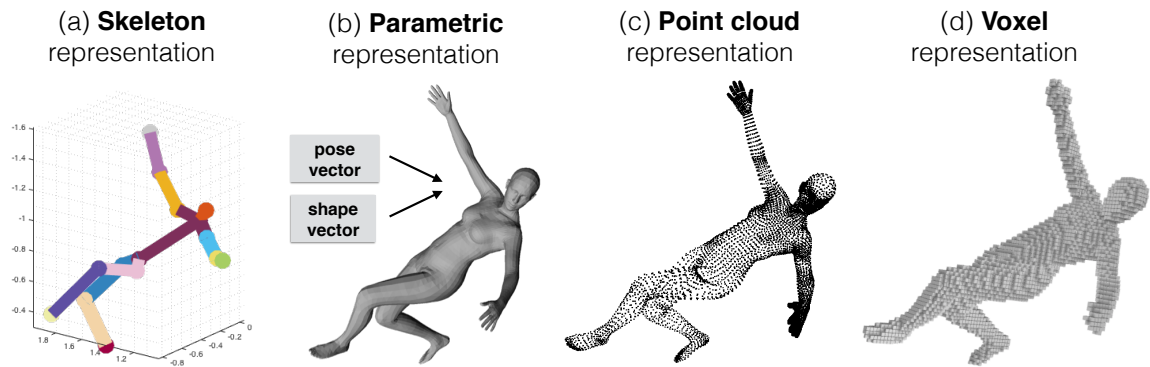 (a) Skeleton
representation
(b) Parametric
representation
(c) Point cloud
representation
(d) Voxel
representation
-1.6
-1.4
-1.2
-1
-0.8
-0.6
-0.4
1.8
1.6
1.4
1.2
-0.8
-0.6
-0.4
-0.2
0
pose
vector
shape
vector